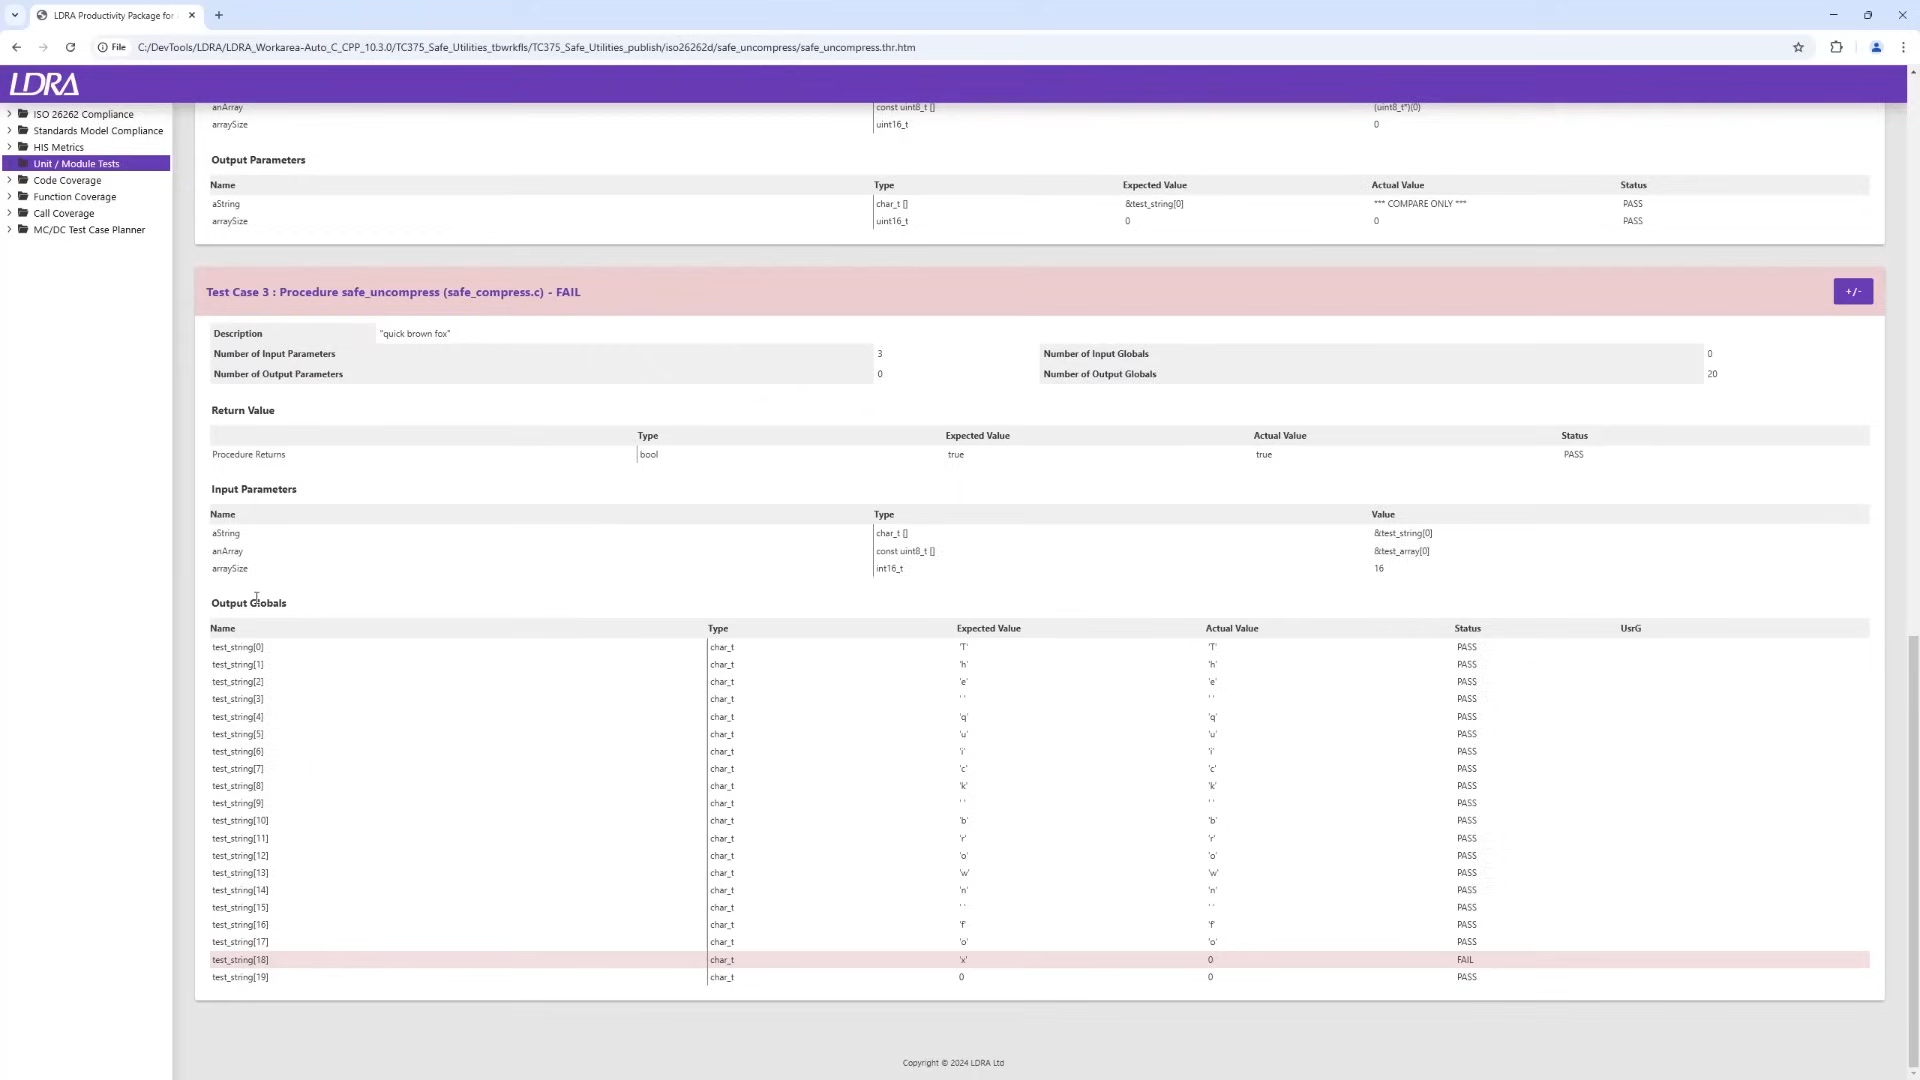 LDRA Productivity Package for
File C:/DevTools/LDRA/LDRA_Workarea-Auto_C_CPP_10.3.0/TC375_Safe_Utilities_tbwrkfls/TC375_Safe_Utilities_publish/iso26262d/safe_uncompress/safe_uncompress.thr.htm
LDRA
ISO 26262 Compliance
Standards Model Compliance
HIS Metrics
Unit / Module Tests
Code Coverage
Function Coverage
Call Coverage
MC/DC Test Case Planner
anArray const uint8_t [] (uint8_t*)(0)
arraySize uint16_t 0
Output Parameters
Name Type Expected Value Actual Value Status
aString char_t [] &test_string[0] *** COMPARE ONLY *** PASS
arraySize uint16_t 0 0 PASS
Test Case 3 : Procedure safe_uncompress (safe_compress.c) - FAIL +/-
Description "quick brown fox"
Number of Input Parameters 3 Number of Input Globals 0
Number of Output Parameters 0 Number of Output Globals 20
Return Value
Type Expected Value Actual Value Status
Procedure Returns bool true true PASS
Input Parameters
Name Type Value
aString char_t [] &test_string[0]
anArray const uint8_t [] &test_array[0]
arraySize int16_t 16
Output Globals
Name Type Expected Value Actual Value Status UsrG
test_string[0] char_t 'T' 'T' PASS
test_string[1] char_t 'h' 'h' PASS
test_string[2] char_t 'e' 'e' PASS
test_string[3] char_t ' ' ' ' PASS
test_string[4] char_t 'q' 'q' PASS
test_string[5] char_t 'u' 'u' PASS
test_string[6] char_t 'i' 'i' PASS
test_string[7] char_t 'c' 'c' PASS
test_string[8] char_t 'k' 'k' PASS
test_string[9] char_t ' ' ' ' PASS
test_string[10] char_t 'b' 'b' PASS
test_string[11] char_t 'r' 'r' PASS
test_string[12] char_t 'o' 'o' PASS
test_string[13] char_t 'w' 'w' PASS
test_string[14] char_t 'n' 'n' PASS
test_string[15] char_t ' ' ' ' PASS
test_string[16] char_t 'f' 'f' PASS
test_string[17] char_t 'o' 'o' PASS
test_string[18] char_t 'x' 0 FAIL
test_string[19] char_t 0 0 PASS
Copyright © 2024 LDRA Ltd